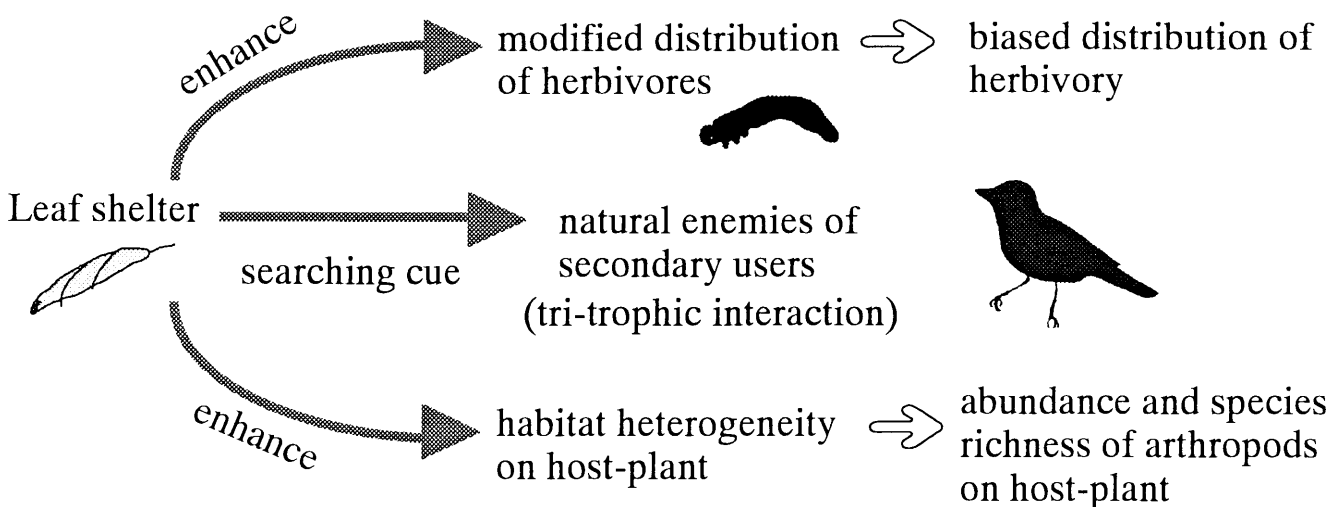 enhance
modified distribution
of herbivores
biased distribution of
herbivory
Leaf shelter
searching cue
natural enemies of
secondary users
(tri-trophic interaction)
enhance
habitat heterogeneity
on host-plant
abundance and species
richness of arthropods
on host-plant